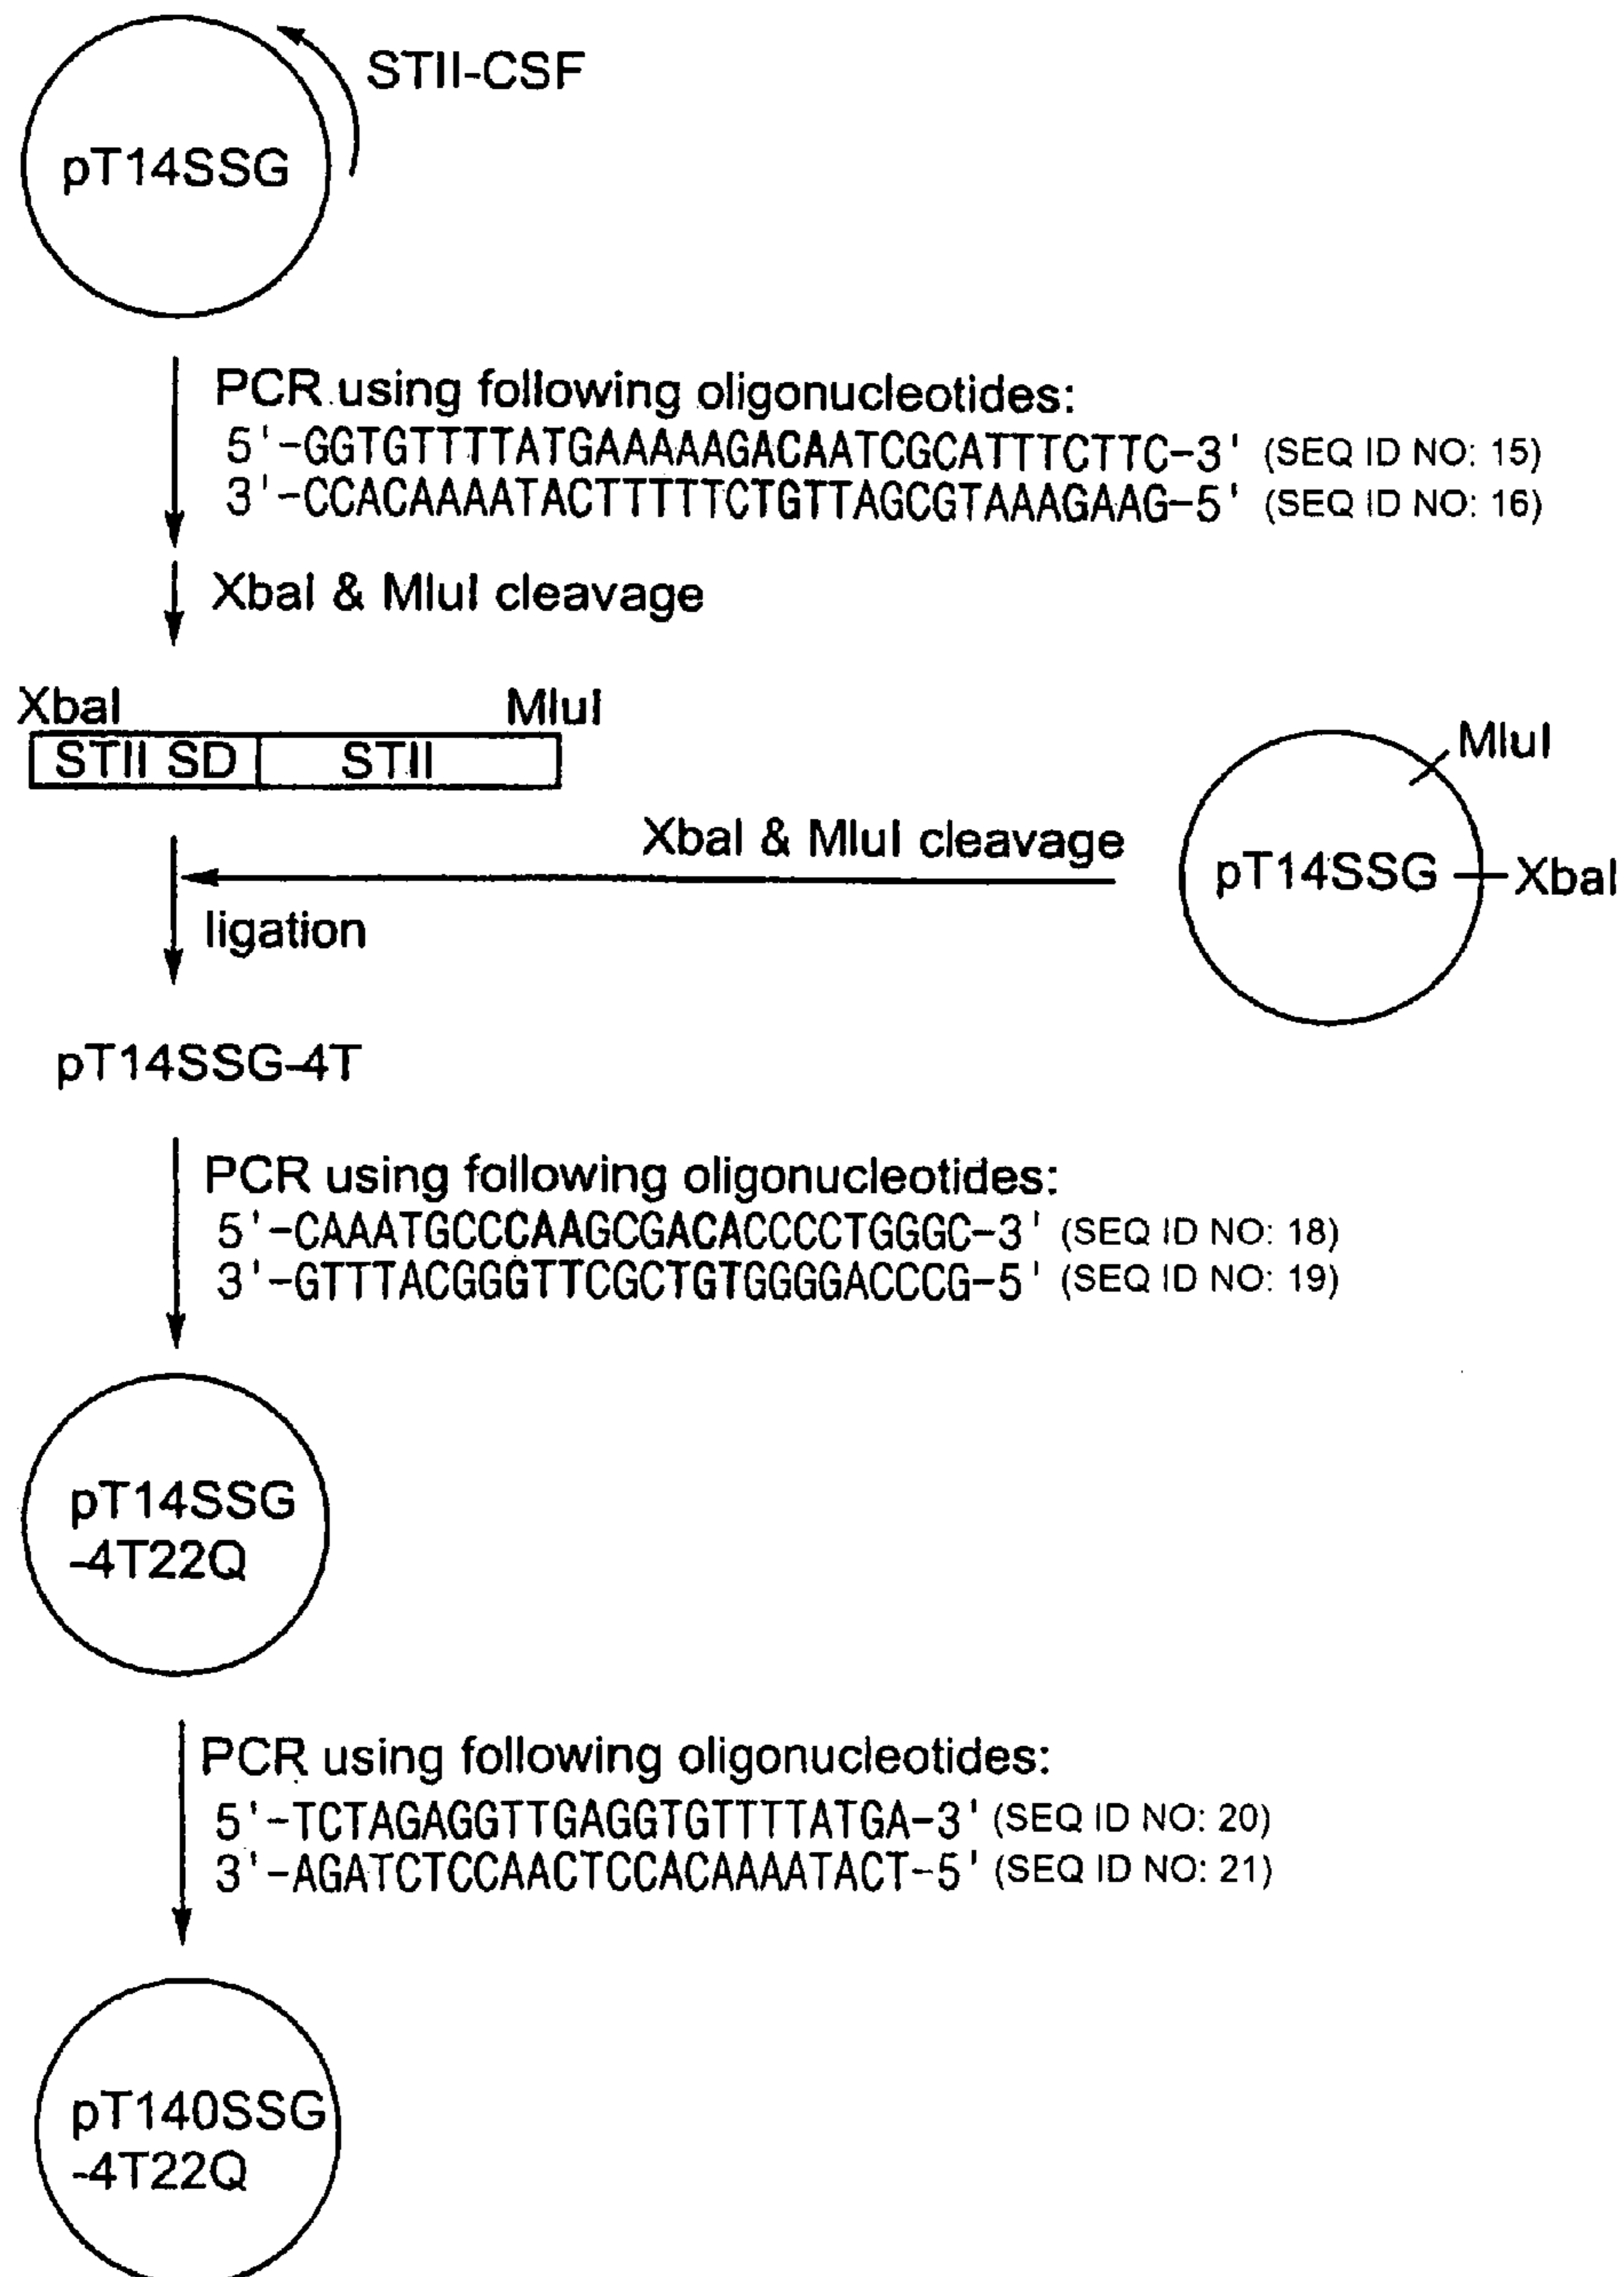 STII-CSF
pT14SSG
PCR using following oligonucleotides:
5'-GGTGTTTTATGAAAAAGACAATCGCATTTCTTC-3' (SEQ ID NO: 15)
3'-CCACAAAATACTTTTTCTGTTAGCGTAAAGAAG-5' (SEQ ID NO: 16)
XbaI & MluI cleavage
XbaI MluI
STII SD STII
MluI
XbaI & MluI cleavage
pT14SSG XbaI
ligation
pT14SSG-4T
PCR using following oligonucleotides:
5'-CAAATGCCCCAAGCGACACCCCTGGGC-3' (SEQ ID NO: 18)
3'-GTTTACGGGGTTCGCTGTGGGGACCCG-5' (SEQ ID NO: 19)
pT14SSG
-4T22Q
PCR using following oligonucleotides:
5'-TCTAGAGGTTGAGGTGTTTTATGA-3' (SEQ ID NO: 20)
3'-AGATCTCCAACTCCACAAAATACT-5' (SEQ ID NO: 21)
pT140SSG
-4T22Q